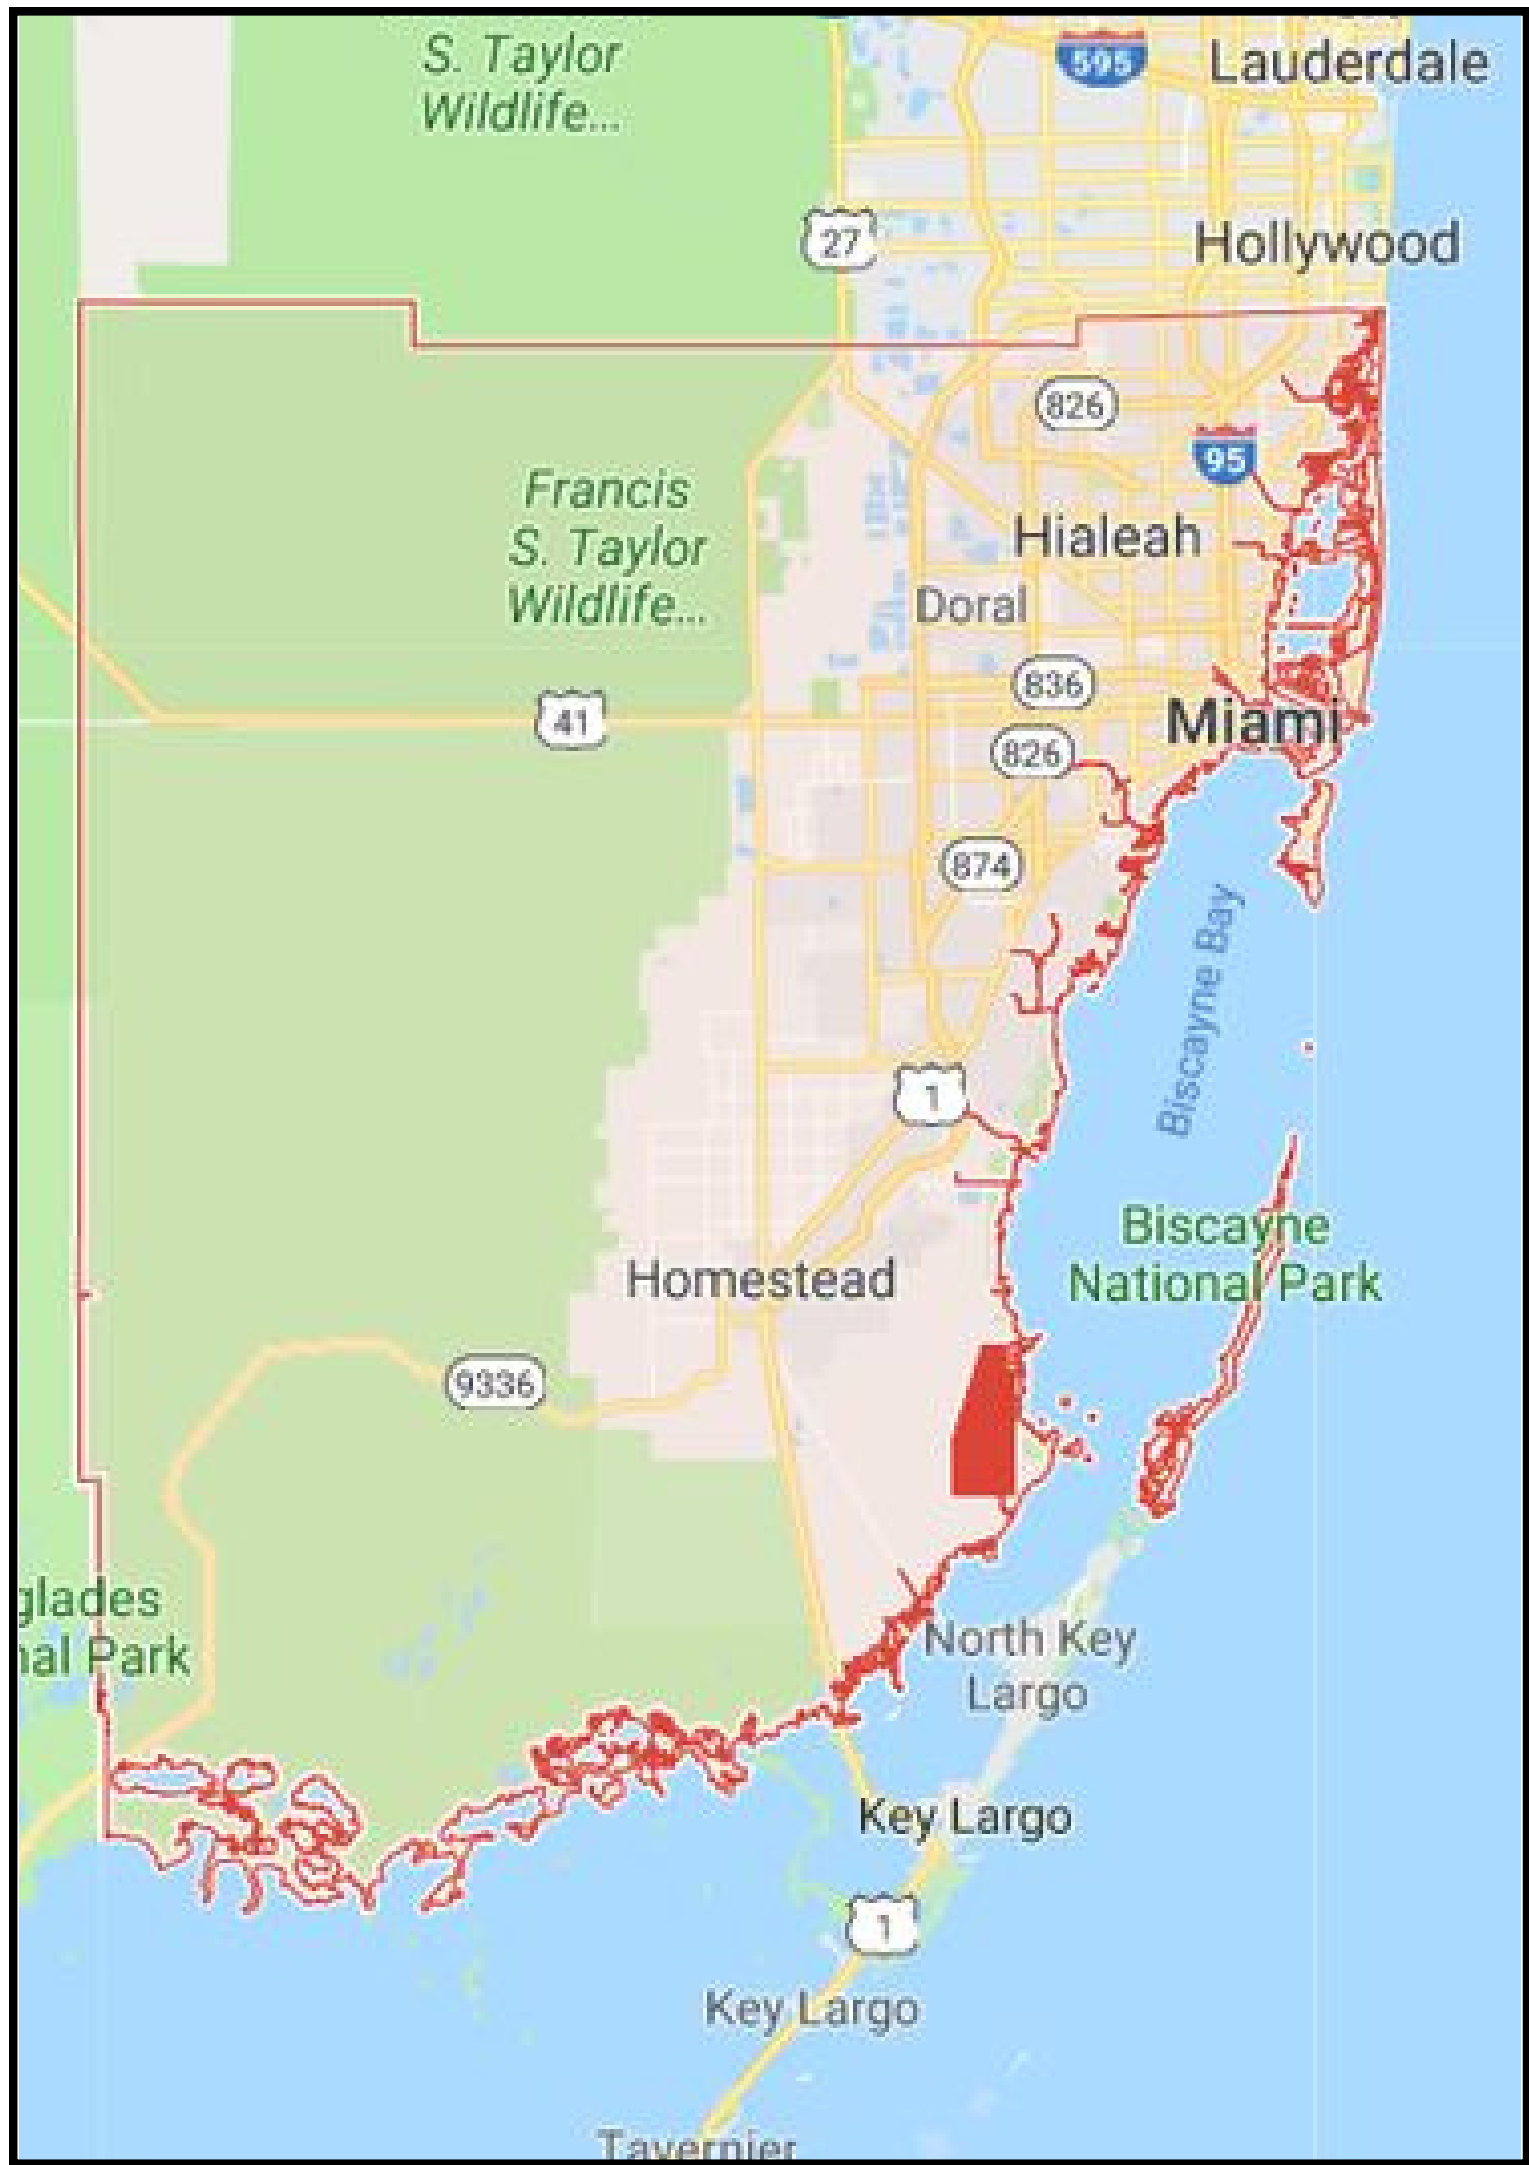 S. Taylor
Wildlife...
595
Lauderdale
27
Hollywood
826
95
Francis
S. Taylor
Wildlife...
Hialeah
Doral
836
41
Miami
826
874
Biscayne Bay
1
Biscayne
National Park
Homestead
9336
glades
nal Park
North Key
Largo
Key Largo
1
Key Largo
Tavernier